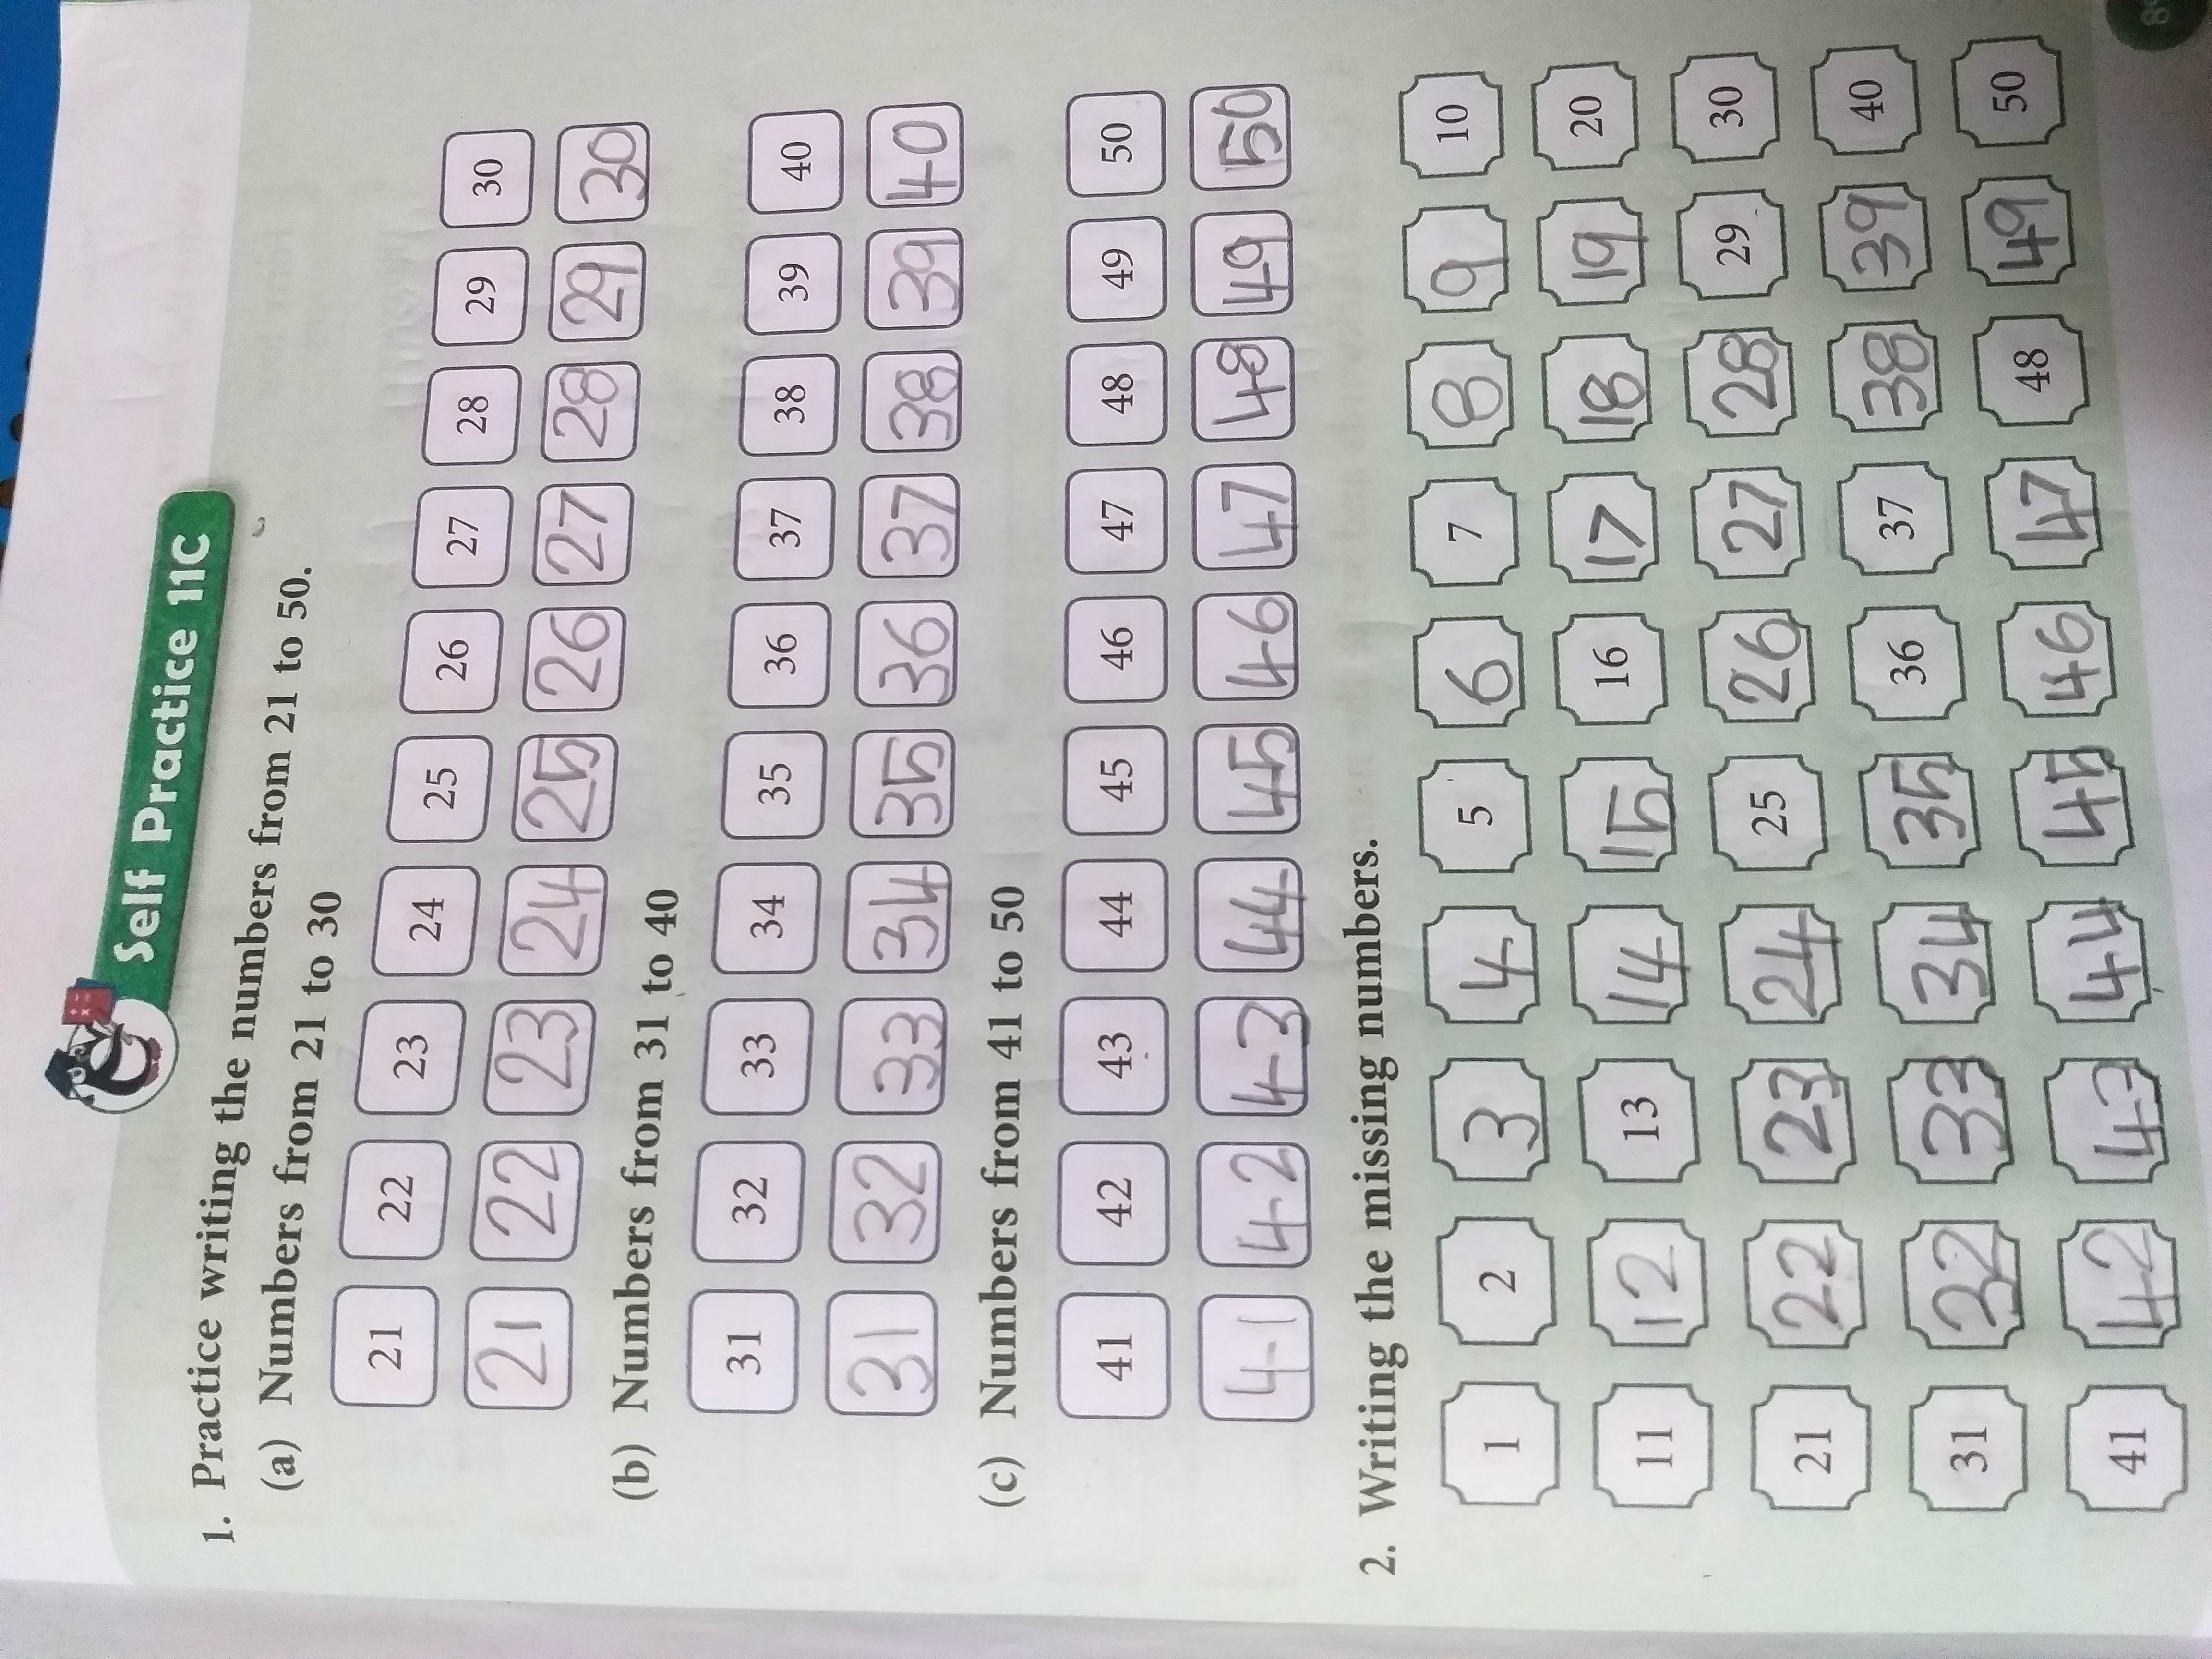 Self Practice 11C
1. Practice writing the numbers from 21 to 50.
(a) Numbers from 21 to 30
21 22 23 24 25 26 27 28 29 30
21 22 23 24 25 26 27 28 29 30
(b) Numbers from 31 to 40
31 32 33 34 35 36 37 38 39 40
31 32 33 34 35 36 37 38 39 40
(c) Numbers from 41 to 50
41 42 43 44 45 46 47 48 49 50
41 42 43 44 45 46 47 48 49 50
2. Writing the missing numbers.
1 2 3 4 5 6 7 8 9 10
11 12 13 14 15 16 17 18 19 20
21 22 23 24 25 26 27 28 29 30
31 32 33 34 35 36 37 38 39 40
41 42 43 44 45 46 47 48 49 50